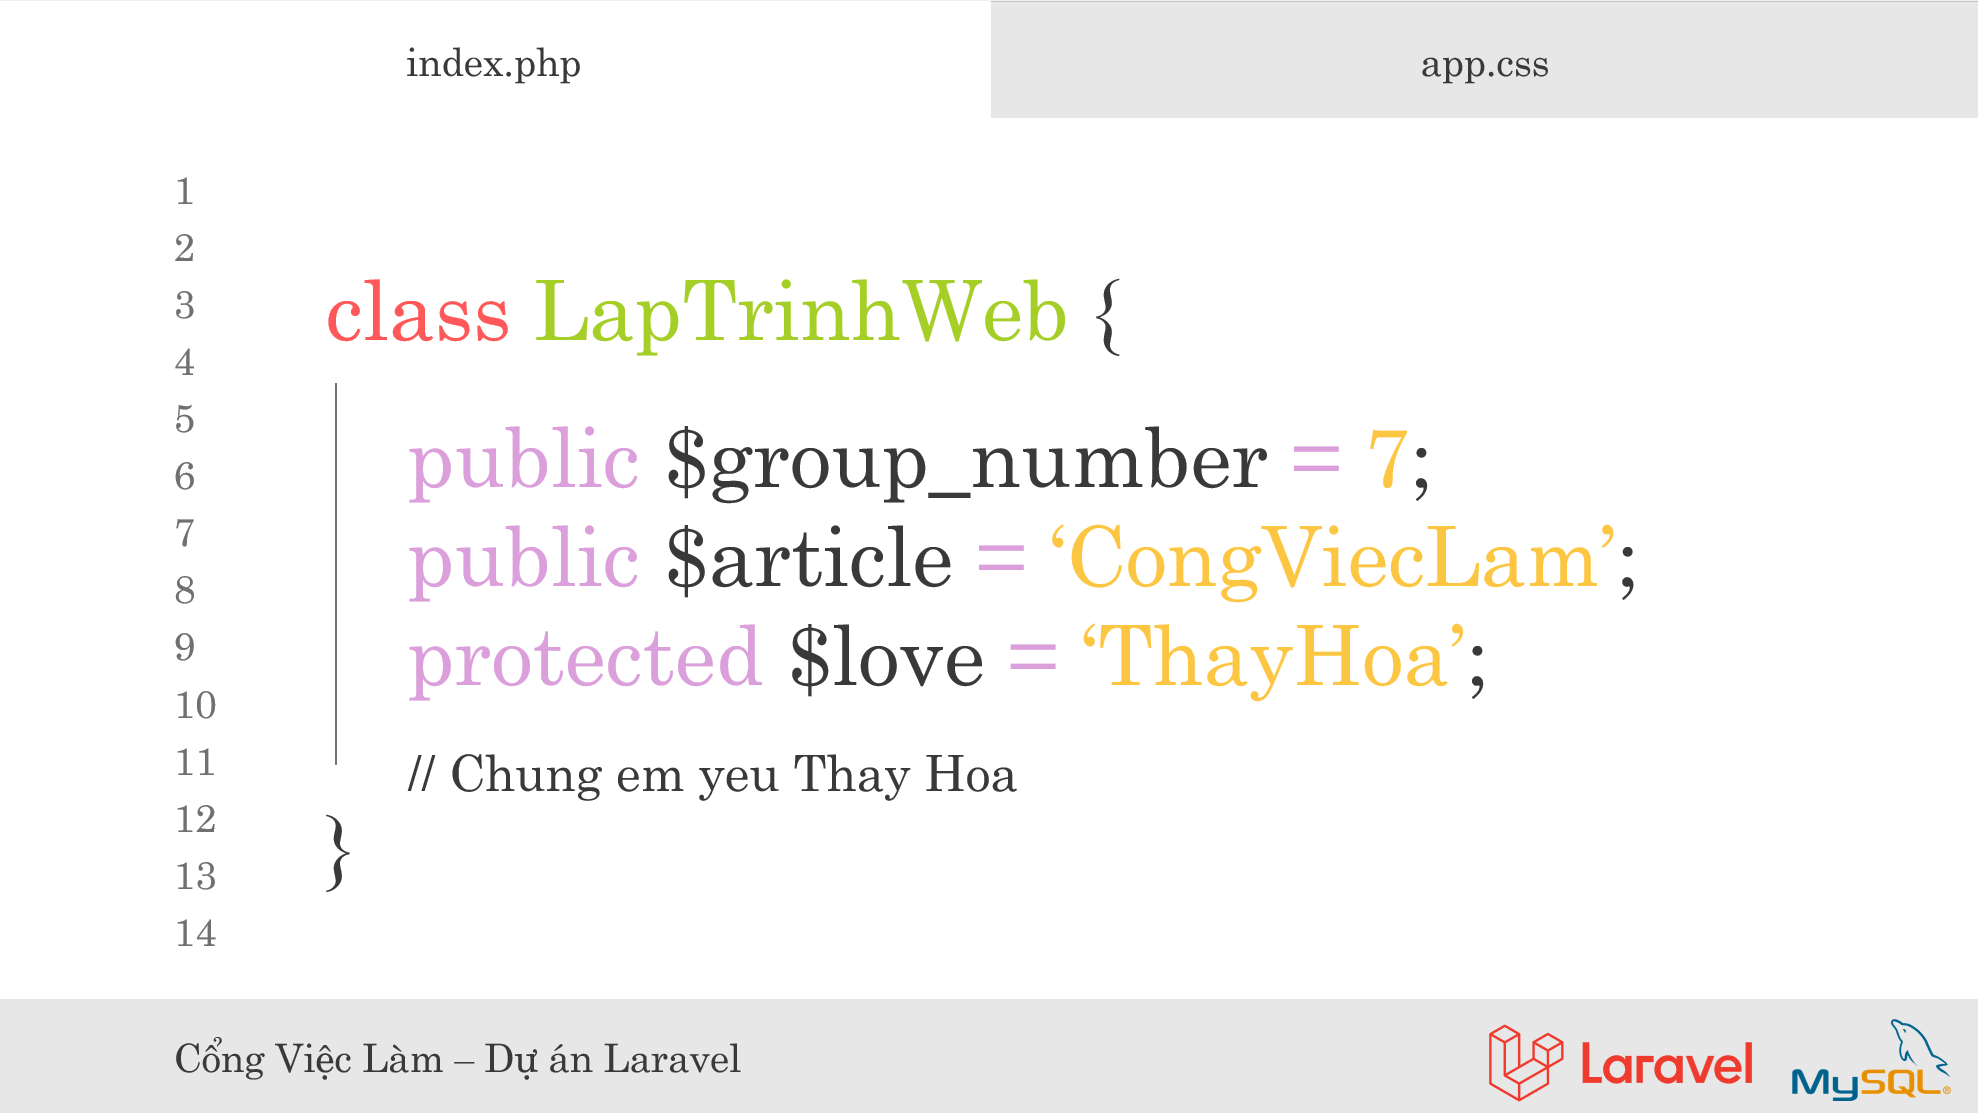 index.php
app.css
1
2
3
class LapTrinhWeb {
4
5
public $group_number = 7;
6
7
public $article = ‘CongViecLam’;
8
9
protected $love = ‘ThayHoa’;
10
11
// Chung em yeu Thay Hoa
12
}
13
14
Cổng Việc Làm – Dự án Laravel
Laravel
MySQL®